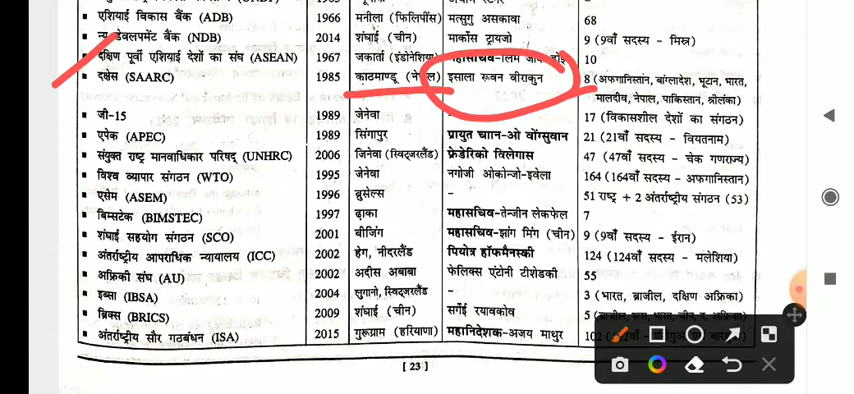 एशियाई विकास बैंक (ADB) 1966 मनीला (फिलिपींस) मत्सुगु असकावा 68
डेवलपमेंट बैंक (NDB) 2014 शंघाई (चीन) मार्कोस ट्रायजो 9 (9वाँ सदस्य - मिस्र)
दक्षिण पूर्वी एशियाई देशों का संघ (ASEAN) 1967 जकार्ता (इंडोनेशिया) 10
दक्षेस (SAARC) 1985 काठमाण्डू इसाला रूवन वीराकुन 8 (अफगानिस्तांन, बांग्लादेश, भूटान, भारत,
मालदीव, नेपाल, पाकिस्तान, श्रीलंका)
जी-15 1989 जेनेवा 17 (विकासशील देशों का संगठन)
एपेक (APEC) 1989 सिंगापुर प्रायुत चाान-ओ वॉग्सुवान 21 (21वाँ सदस्य - वियतनाम)
संयुक्त राष्ट्र मानवाधिकार परिषद् (UNHRC) 2006 जिनेवा (स्विट्जरलैंड) फ्रेडेरिको विलेगास 47 (47वाँ सदस्य - चेक गणराज्य)
विश्व व्यापार संगठन (WTO) 1995 जेनेवा नगोजी ओकोन्जो-इवेला 164 (164वाँ सदस्य - अफगानिस्तान)
एसेम (ASEM) 1996 ब्रुसेल्स - 51 राष्ट्र + 2 अंतर्राष्ट्रीय संगठन (53)
बिम्सटेक (BIMSTEC) 1997 ढ़ाका महासचिव-तेन्जीन लेकफेल 7
शंघाई सहयोग संगठन (SCO) 2001 बीजिंग महासचिव-झांग मिंग (चीन) 9 (9वाँ सदस्य - ईरान)
अंतर्राष्ट्रीय आपराधिक न्यायालय (ICC) 2002 हेग, नीदरलैंड पियोत्र हॉफमैनस्की 124 (124वाँ सदस्य - मलेशिया)
अफ्रिकी संघ (AU) 2002 अदीस अबाबा फेलिक्स एंटोनी टीशेडकी 55
इब्सा (IBSA) 2004 लुगानो, स्विट्जरलैंड - 3 (भारत, ब्राजील, दक्षिण अफ्रिका)
ब्रिक्स (BRICS) 2009 शंघाई (चीन) सर्गेई रयावकोव 5
अंतर्राष्ट्रीय सौर गठबंधन (ISA) 2015 गुरूग्राम (हरियाणा) महानिदेशक-अजय माथुर 102
[ 23 ]